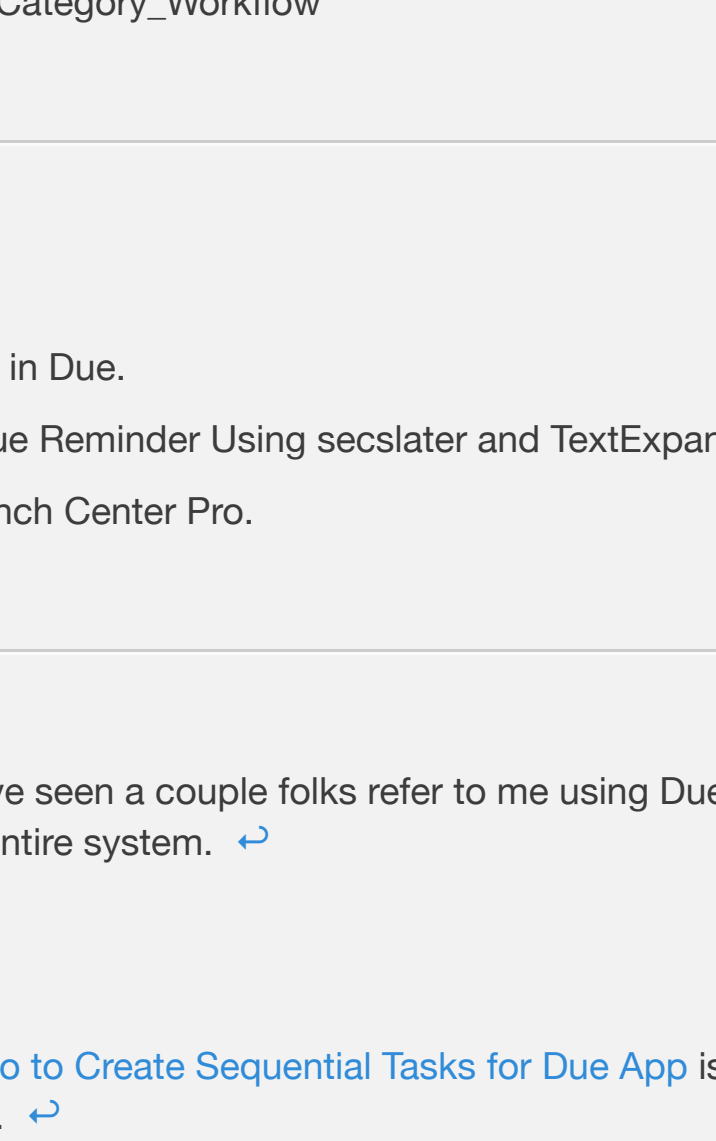 Category_Workflow
in Due.
ue Reminder Using secslater and TextExpan
nch Center Pro.
ve seen a couple folks refer to me using Due
ntire system. ↩
o to Create Sequential Tasks for Due App is
. ↩